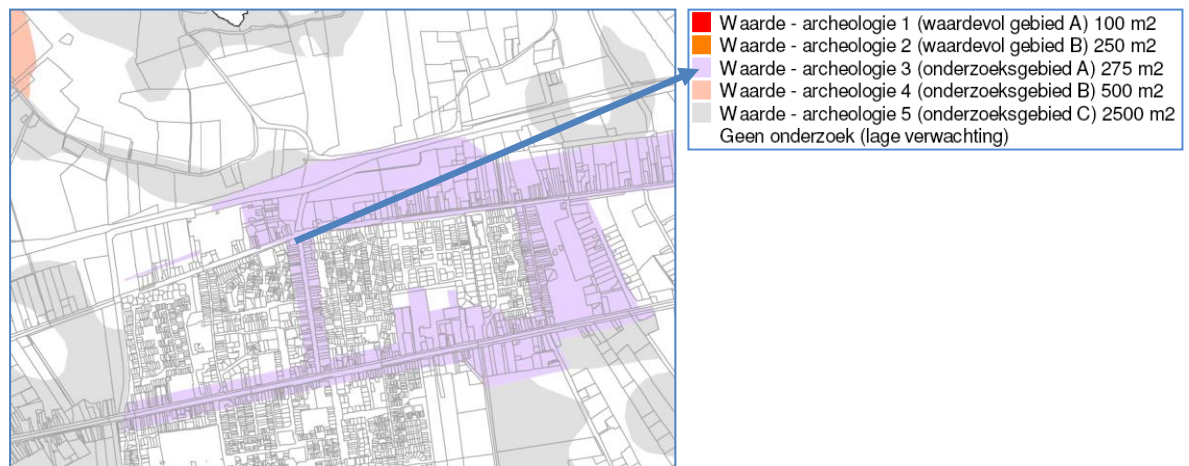 Waarde - archeologie 1 (waardevol gebied A) 100 m2
Waarde - archeologie 2 (waardevol gebied B) 250 m2
Waarde - archeologie 3 (onderzoeksgebied A) 275 m2
Waarde - archeologie 4 (onderzoeksgebied B) 500 m2
Waarde - archeologie 5 (onderzoeksgebied C) 2500 m2
Geen onderzoek (lage verwachting)